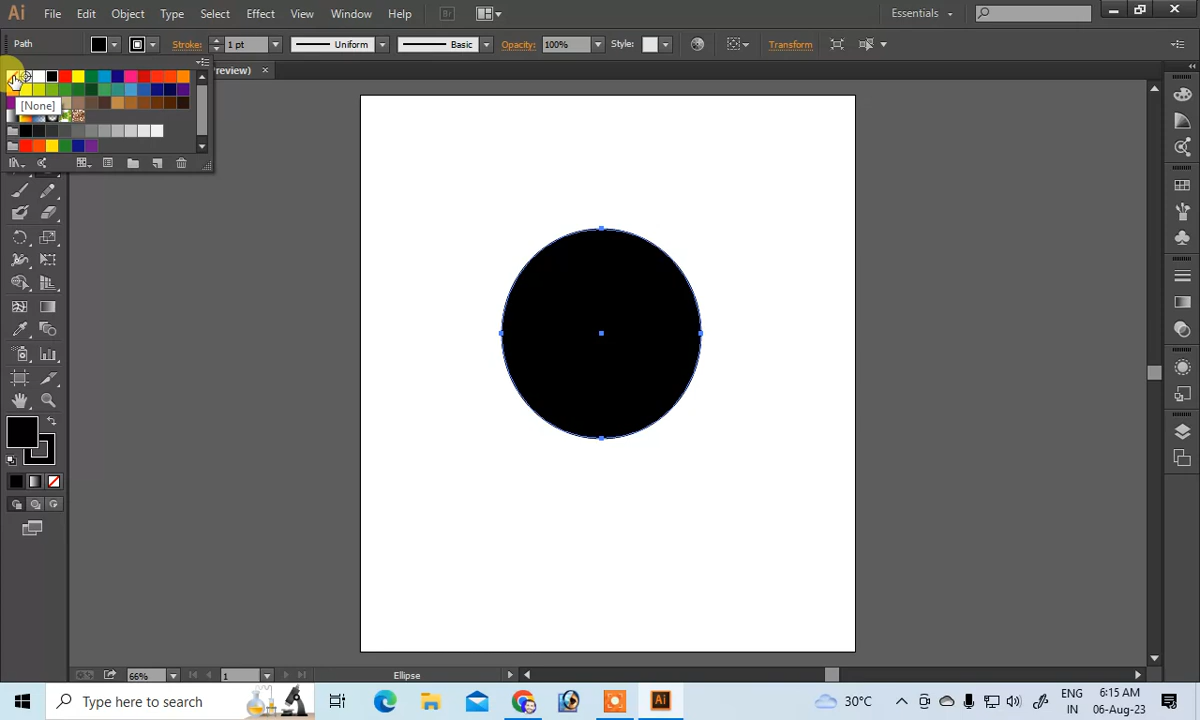 Ai File Edit Object Type Select Effect View Window Help Br Essentials
Path Stroke: 1 pt Uniform Basic Opacity: 100% Style: Transform
review) ×
[None]
66% 1 Ellipse
Type here to search 30°C ENG 6:15 AM
IN 06-Aug-23